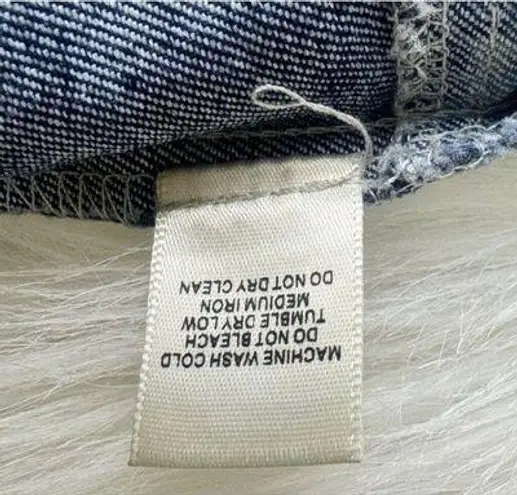 MACHINE WASH COLD
DO NOT BLEACH
TUMBLE DRY LOW
MEDIUM IRON
DO NOT DRY CLEAN